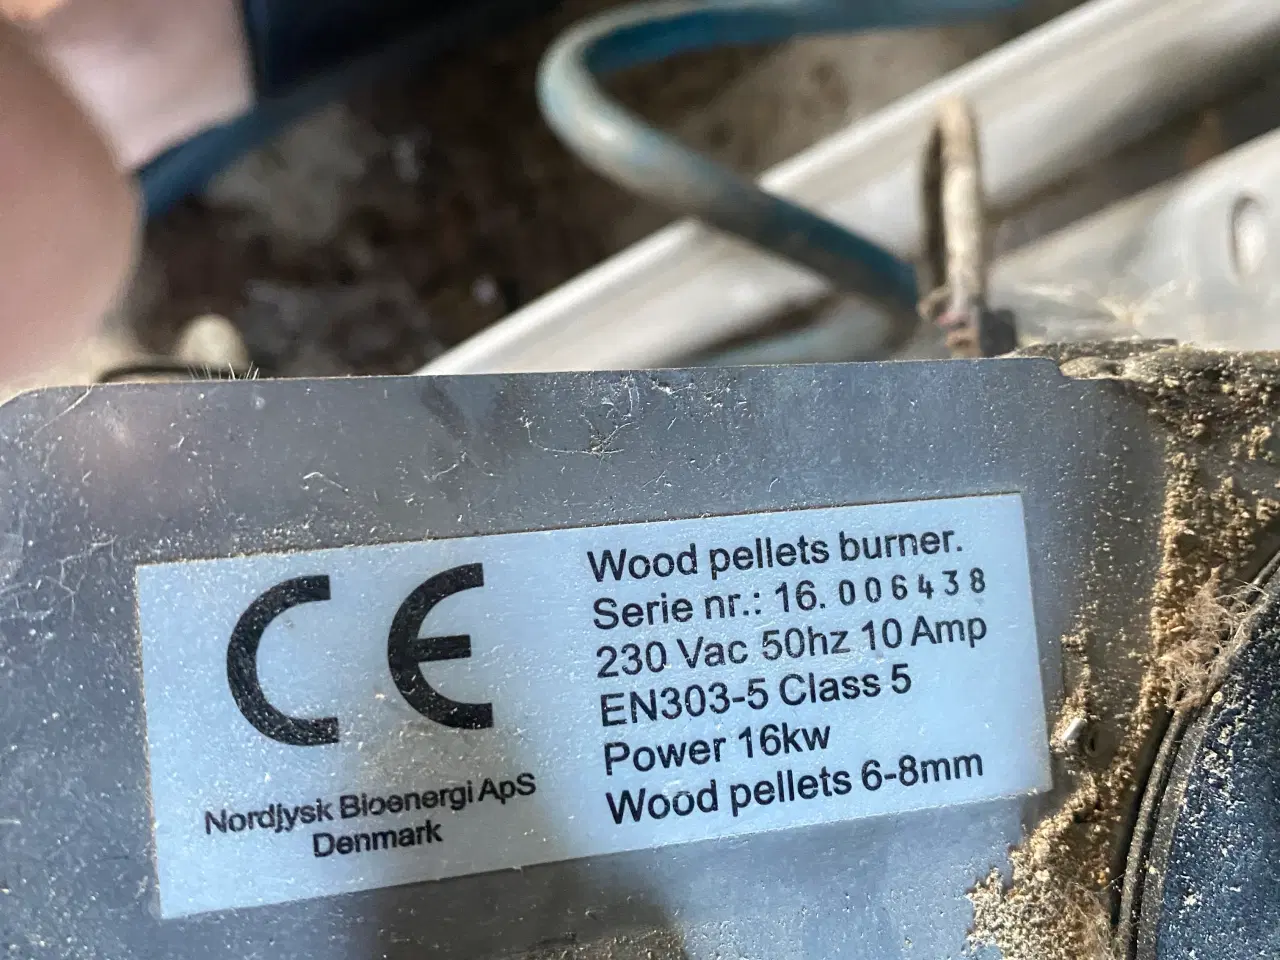 CE
Nordjysk Bioenergi ApS
Denmark
Wood pellets burner.
Serie nr.: 16. 006438
230 Vac 50hz 10 Amp
EN303-5 Class 5
Power 16kw
Wood pellets 6-8mm